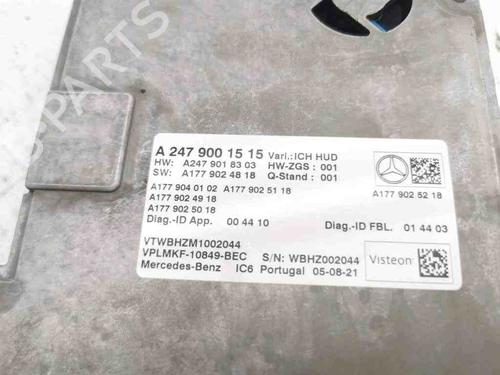 A 247 900 15 15 Vari.:ICH HUD
HW: A247 901 83 03 HW-ZGS : 001
SW: A177 902 48 18 Q-Stand : 001
A177 904 01 02 A177 902 51 18
A177 902 49 18
A177 902 50 18
A177 902 52 18
Diag.-ID App. 00 44 10 Diag.-ID FBL. 01 44 03
VTWBHZM1002044
VPLMKF-10849-BEC S/N: WBHZ002044
Mercedes-Benz IC6 Portugal 05-08-21
Visteon
B-PARTS